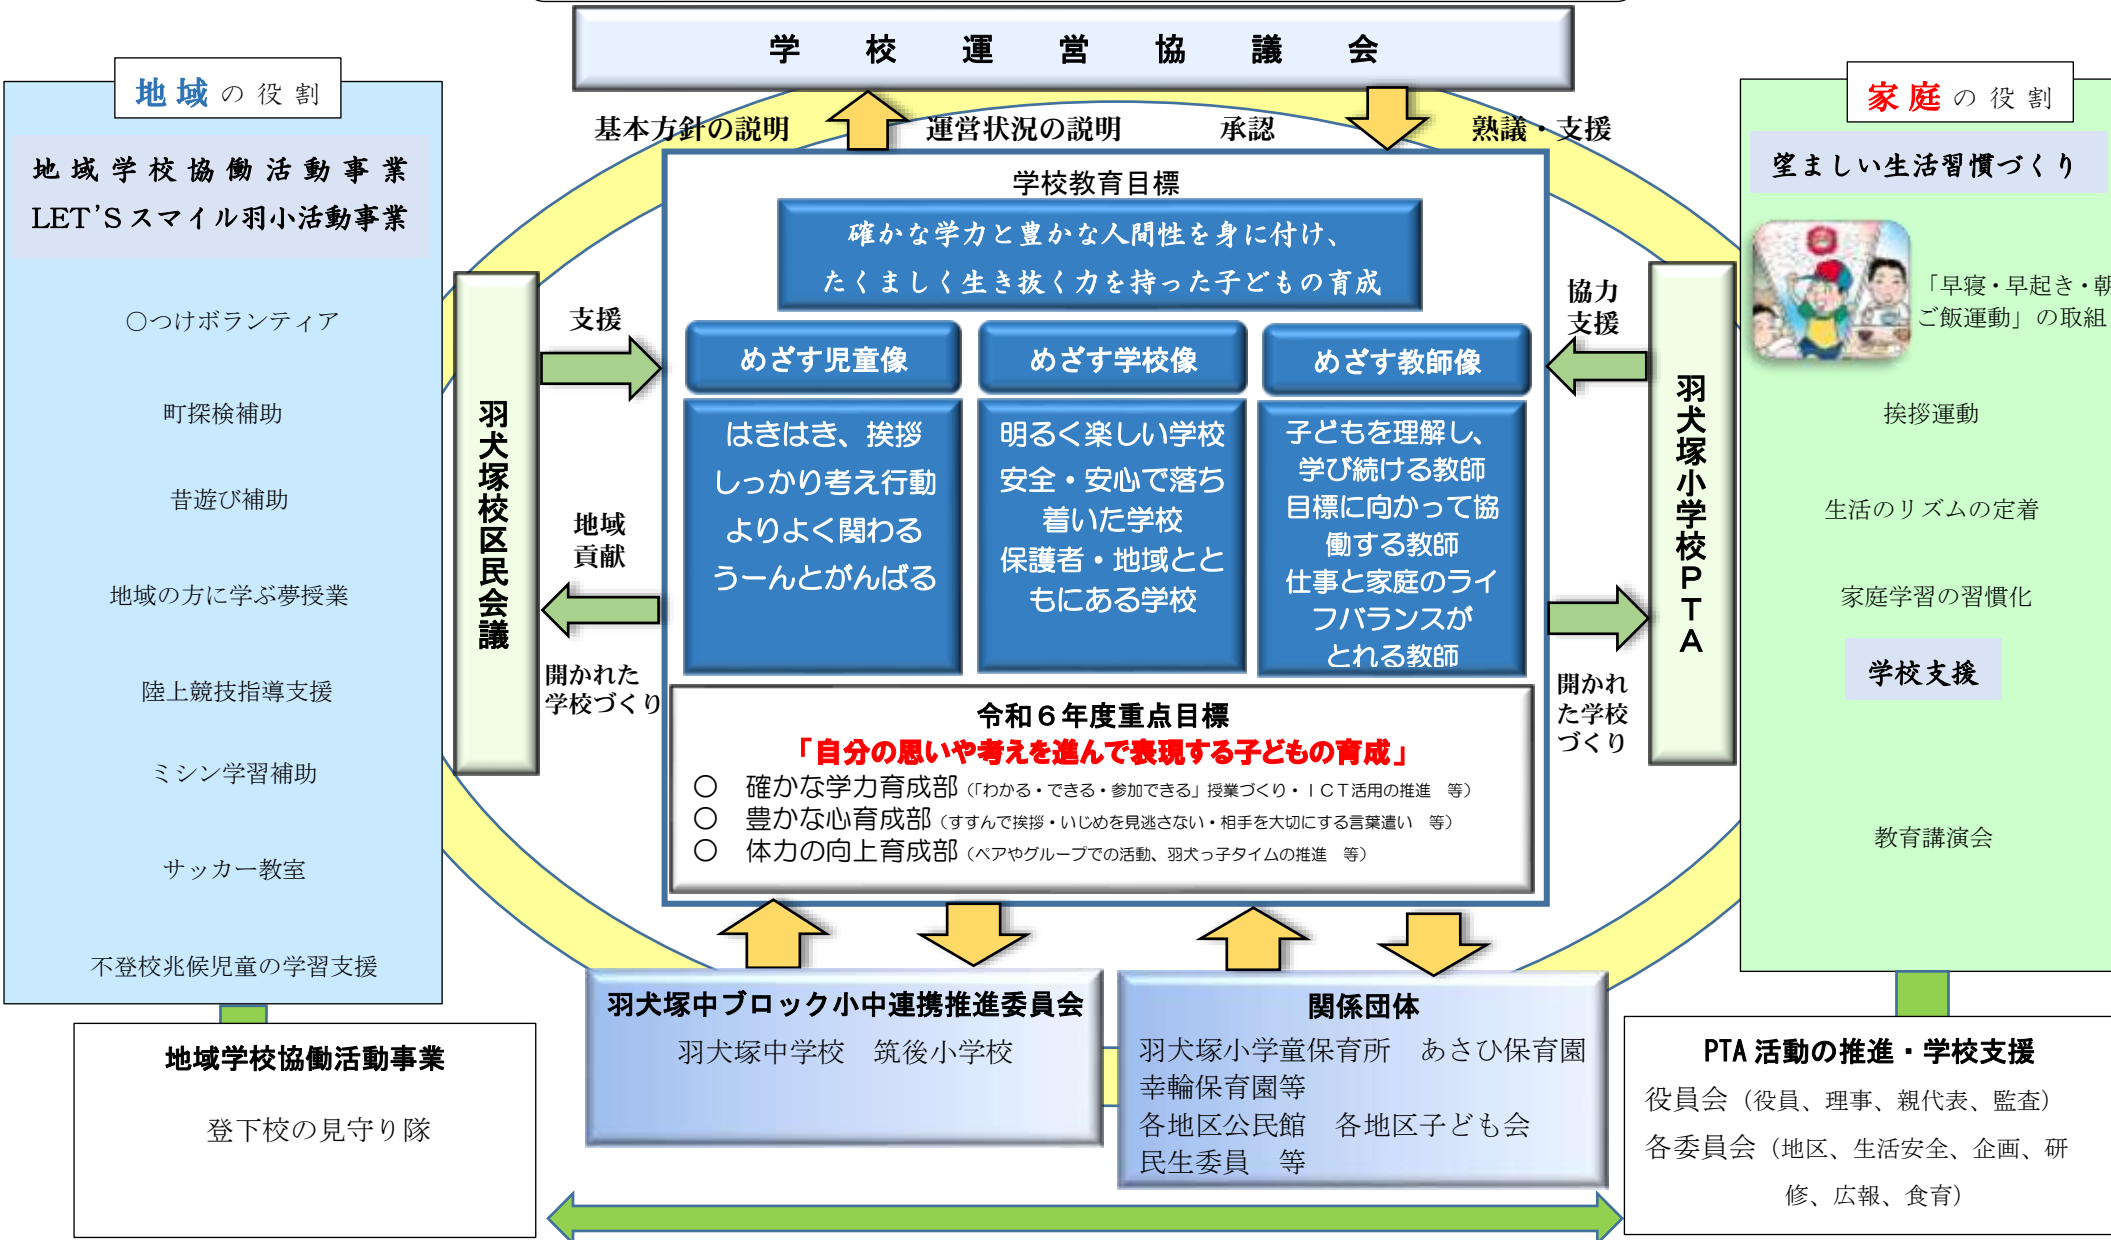 学校運営協議会
基本方針の説明
運営状況の説明
承認
熟議・支援
地域の役割
地域学校協働活動事業
LET’Sスマイル羽小活動事業
〇つけボランティア
町探検補助
昔遊び補助
地域の方に学ぶ夢授業
陸上競技指導支援
ミシン学習補助
サッカー教室
不登校兆候児童の学習支援
地域学校協働活動事業
登下校の見守り隊
羽犬塚校区民会議
支援
地域
貢献
開かれた
学校づくり
学校教育目標
確かな学力と豊かな人間性を身に付け、
たくましく生き抜く力を持った子どもの育成
めざす児童像
はきはき、挨拶
しっかり考え行動
よりよく関わる
うーんとがんばる
めざす学校像
明るく楽しい学校
安全・安心で落ち
着いた学校
保護者・地域とと
もにある学校
めざす教師像
子どもを理解し、
学び続ける教師
目標に向かって協
働する教師
仕事と家庭のライ
フバランスが
とれる教師
令和６年度重点目標
「自分の思いや考えを進んで表現する子どもの育成」
○　確かな学力育成部（「わかる・できる・参加できる」授業づくり・ＩＣＴ活用の推進　等）
○　豊かな心育成部（すすんで挨拶・いじめを見逃さない・相手を大切にする言葉遣い　等）
○　体力の向上育成部（ペアやグループでの活動、羽犬っ子タイムの推進　等）
羽犬塚中ブロック小中連携推進委員会
羽犬塚中学校　筑後小学校
関係団体
羽犬塚小学童保育所　あさひ保育園
幸輪保育園等
各地区公民館　各地区子ども会
民生委員　等
協力
支援
開かれ
た学校
づくり
羽犬塚小学校ＰＴＡ
家庭の役割
望ましい生活習慣づくり
「早寝・早起き・朝
ご飯運動」の取組
挨拶運動
生活のリズムの定着
家庭学習の習慣化
学校支援
教育講演会
PTA活動の推進・学校支援
役員会（役員、理事、親代表、監査）
各委員会（地区、生活安全、企画、研
修、広報、食育）